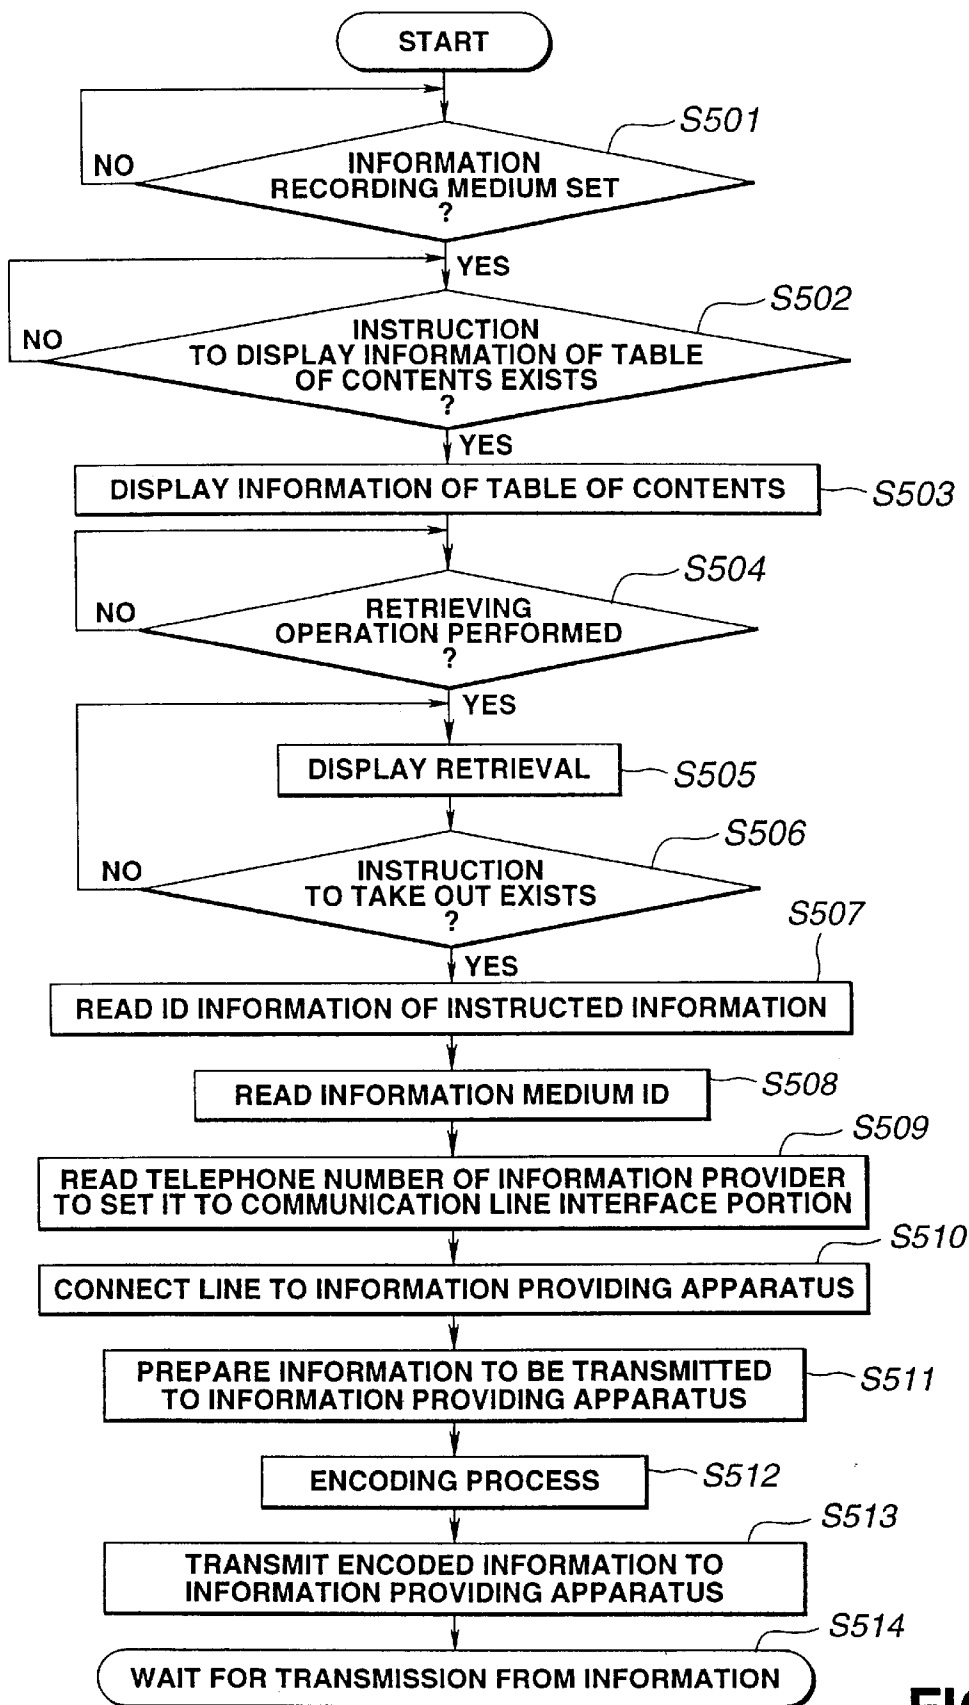 START
S501
NO
INFORMATION
RECORDING MEDIUM SET
?
YES
S502
NO
INSTRUCTION
TO DISPLAY INFORMATION OF TABLE
OF CONTENTS EXISTS
?
YES
DISPLAY INFORMATION OF TABLE OF CONTENTS
S503
S504
NO
RETRIEVING
OPERATION PERFORMED
?
YES
DISPLAY RETRIEVAL
S505
S506
NO
INSTRUCTION
TO TAKE OUT EXISTS
?
S507
YES
READ ID INFORMATION OF INSTRUCTED INFORMATION
READ INFORMATION MEDIUM ID
S508
S509
READ TELEPHONE NUMBER OF INFORMATION PROVIDER
TO SET IT TO COMMUNICATION LINE INTERFACE PORTION
S510
CONNECT LINE TO INFORMATION PROVIDING APPARATUS
PREPARE INFORMATION TO BE TRANSMITTED
TO INFORMATION PROVIDING APPARATUS
S511
ENCODING PROCESS
S512
S513
TRANSMIT ENCODED INFORMATION TO
INFORMATION PROVIDING APPARATUS
S514
WAIT FOR TRANSMISSION FROM INFORMATION